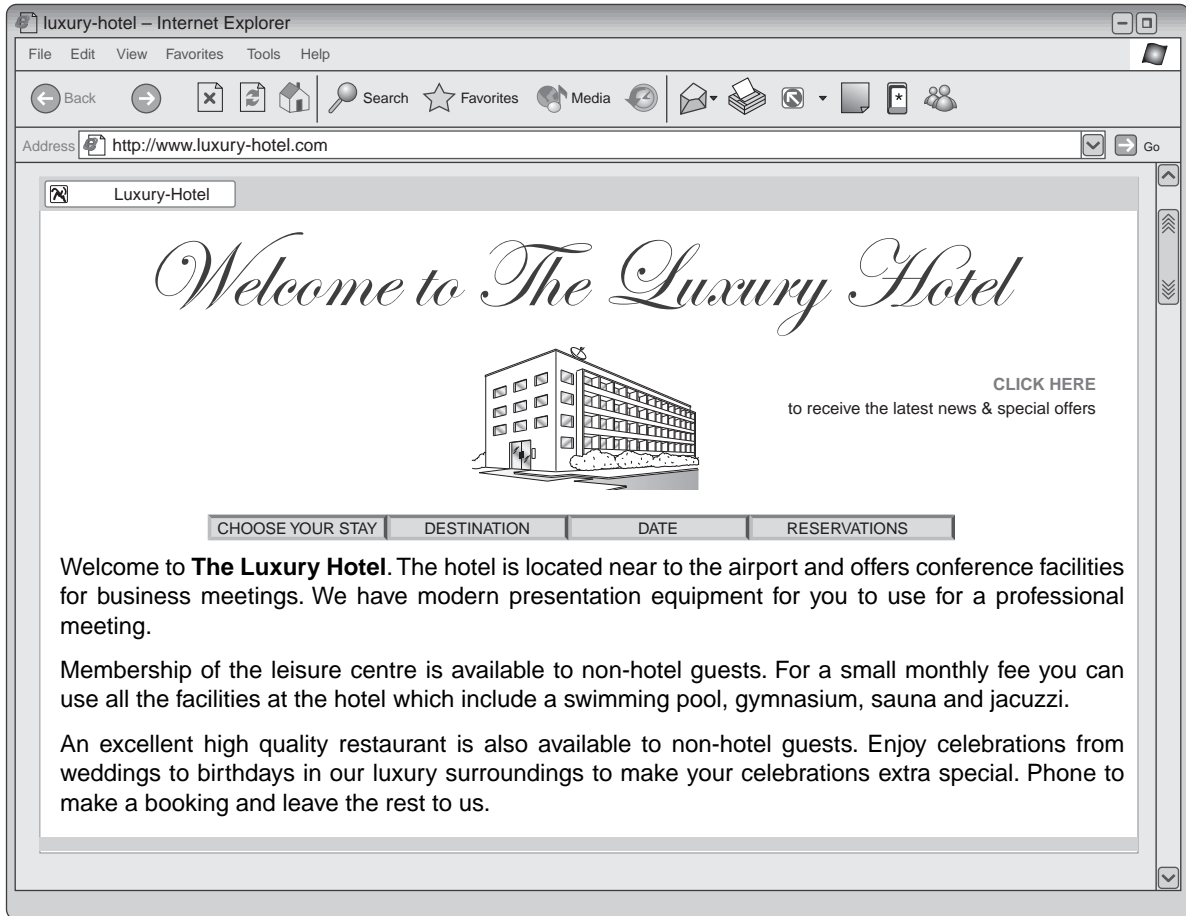 luxury-hotel – Internet Explorer
File Edit View Favorites Tools Help
Back Search Favorites Media
Address http://www.luxury-hotel.com Go
Luxury-Hotel
Welcome to The Luxury Hotel
CLICK HERE
to receive the latest news & special offers
CHOOSE YOUR STAY DESTINATION DATE RESERVATIONS
Welcome to The Luxury Hotel. The hotel is located near to the airport and offers conference facilities
for business meetings. We have modern presentation equipment for you to use for a professional
meeting.
Membership of the leisure centre is available to non-hotel guests. For a small monthly fee you can
use all the facilities at the hotel which include a swimming pool, gymnasium, sauna and jacuzzi.
An excellent high quality restaurant is also available to non-hotel guests. Enjoy celebrations from
weddings to birthdays in our luxury surroundings to make your celebrations extra special. Phone to
make a booking and leave the rest to us.